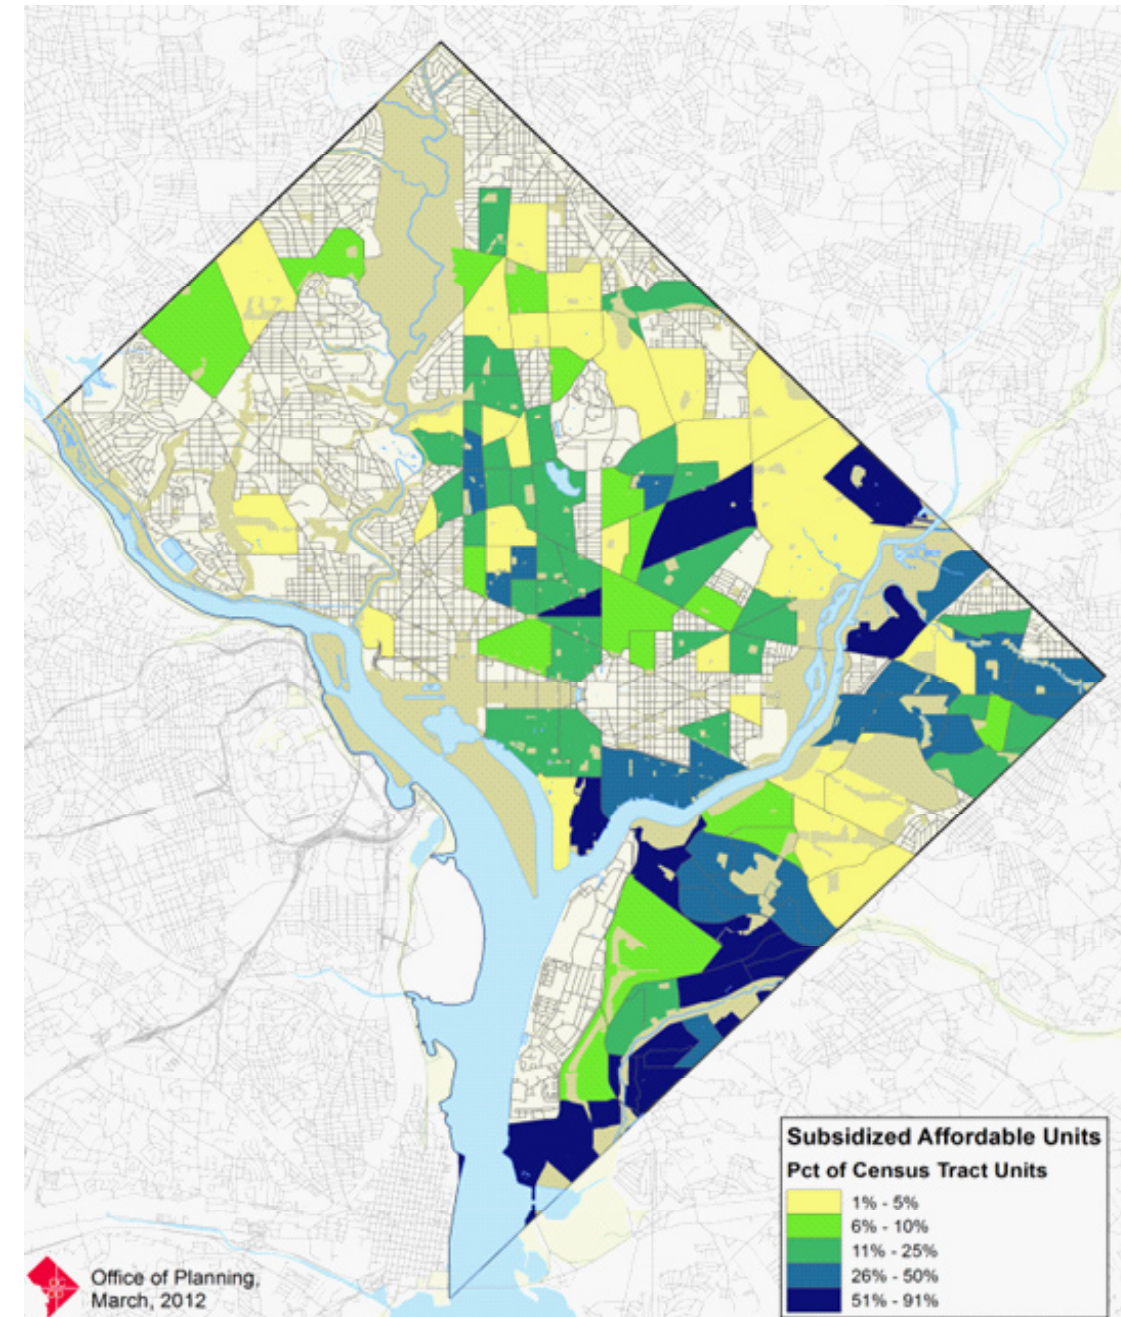 Subsidized Affordable Units
Pct of Census Tract Units
1% - 5%
6% - 10%
11% - 25%
26% - 50%
51% - 91%
Office of Planning,
March, 2012